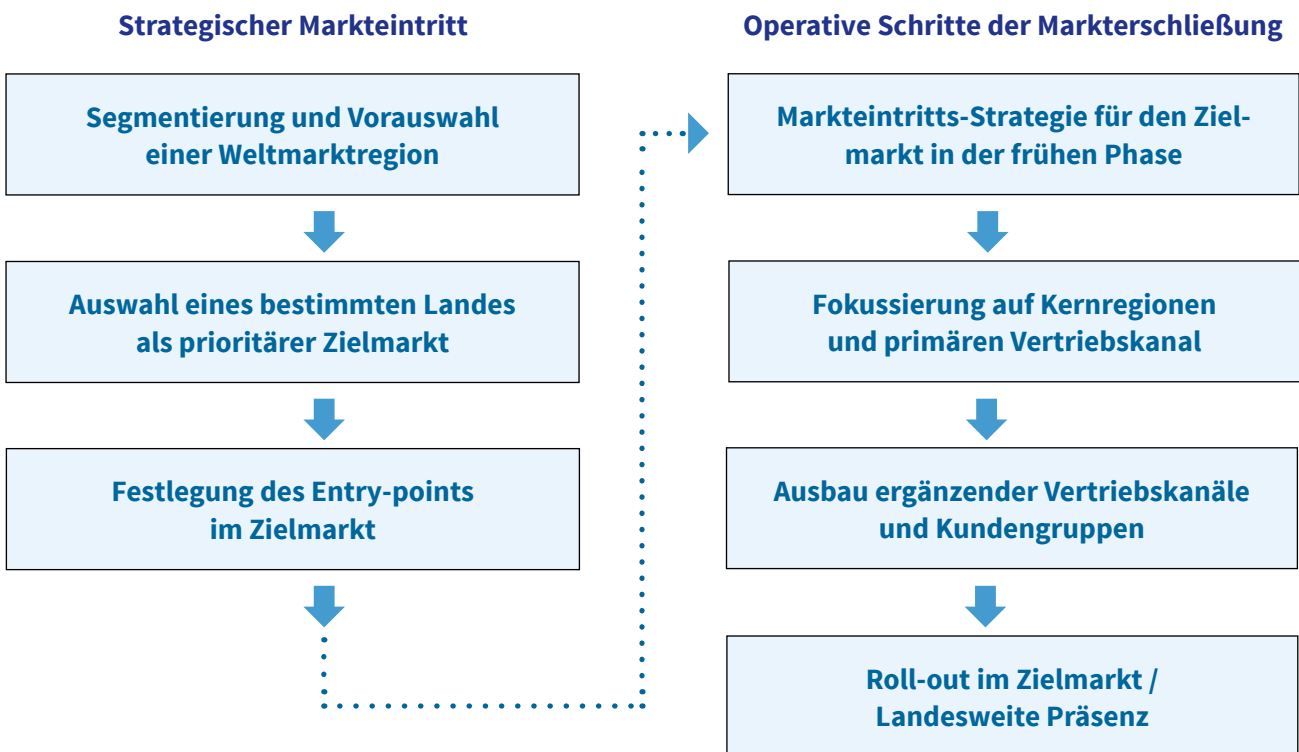 Strategischer Markteintritt
Segmentierung und Vorauswahl
einer Weltmarktregion
Auswahl eines bestimmten Landes
als prioritärer Zielmarkt
Festlegung des Entry-points
im Zielmarkt
Operative Schritte der Markterschließung
Markteintritts-Strategie für den Ziel-
markt in der frühen Phase
Fokussierung auf Kernregionen
und primären Vertriebskanal
Ausbau ergänzender Vertriebskanäle
und Kundengruppen
Roll-out im Zielmarkt /
Landesweite Präsenz